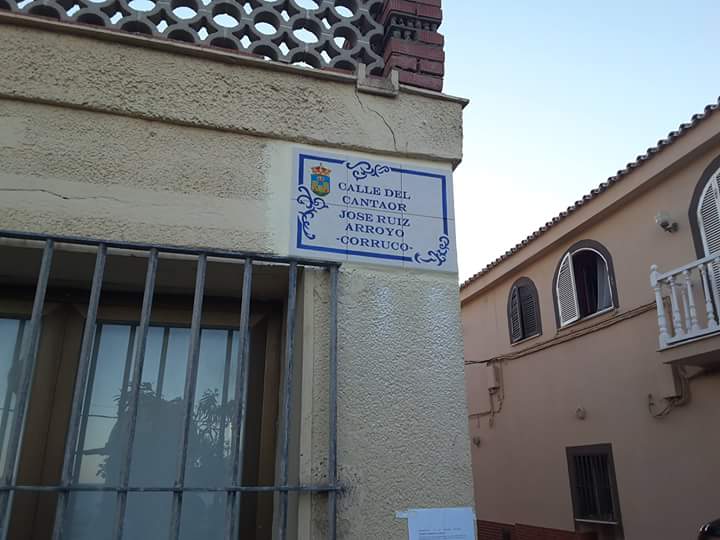 CALLE DEL
CANTAOR
JOSE RUIZ
ARROYO
-CORRUCO-